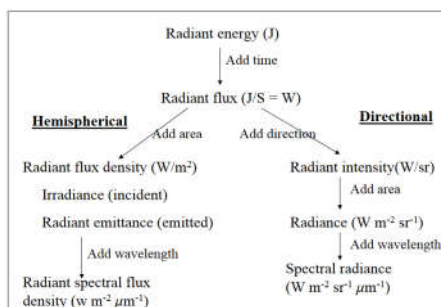 Radiant energy (J)
Add time
Radiant flux (J/S = W)
Hemispherical
Directional
Add area
Add direction
Radiant flux density (W/m²)
Radiant intensity(W/sr)
Irradiance (incident)
Add area
Radiant emittance (emitted)
Radiance (W m⁻² sr⁻¹)
Add wavelength
Add wavelength
Radiant spectral flux
density (w m⁻² μm⁻¹)
Spectral radiance
(W m⁻² sr⁻¹ μm⁻¹)